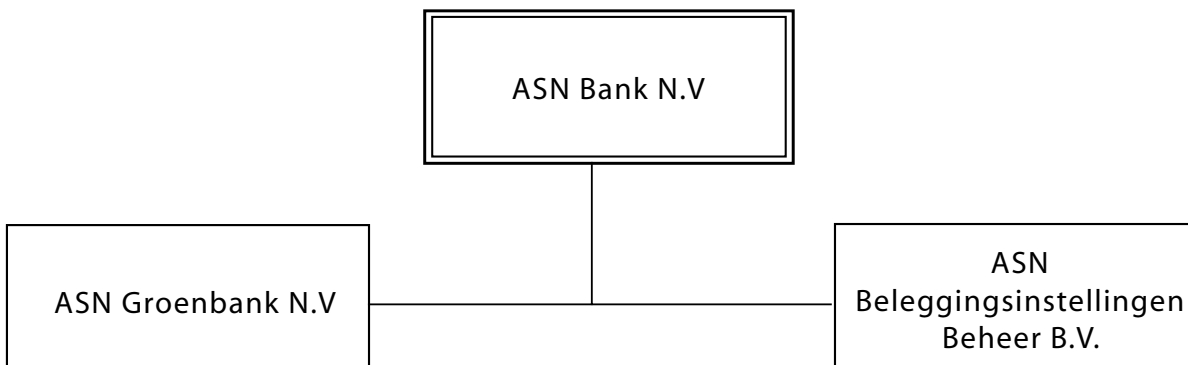 ASN Bank N.V
ASN Groenbank N.V
ASN
Beleggingsinstellingen
Beheer B.V.